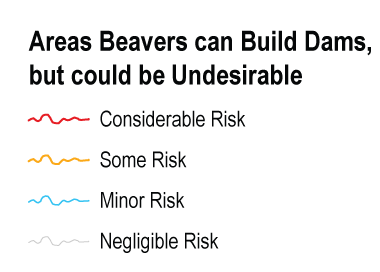 Areas Beavers can Build Dams,
but could be Undesirable
Considerable Risk
Some Risk
Minor Risk
Negligible Risk